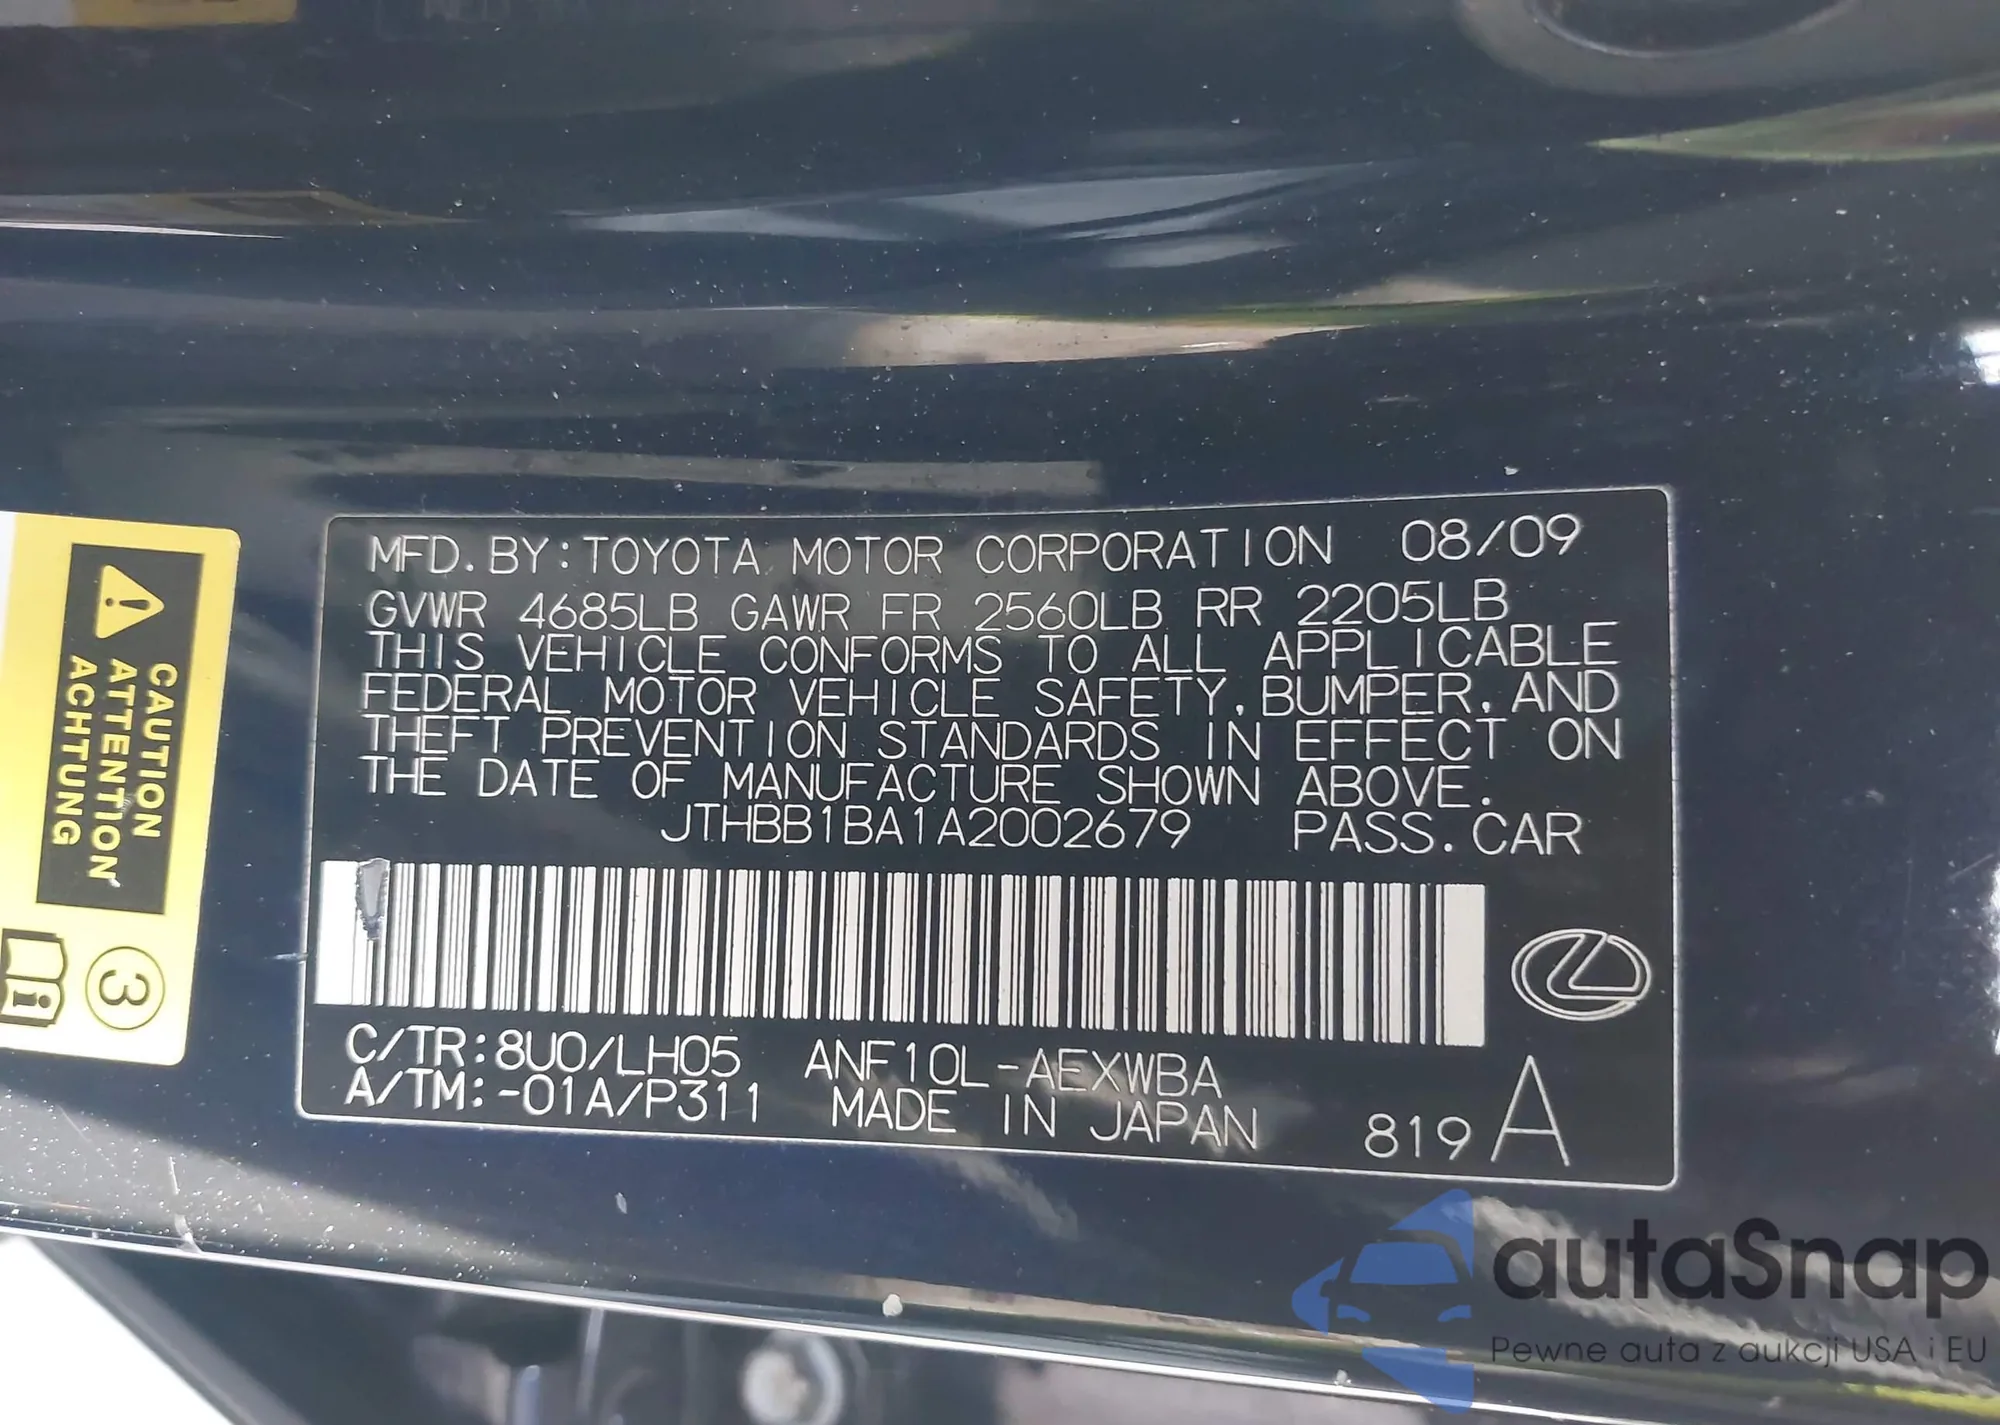 MFD. BY: TOYOTA MOTOR CORPORATION 08/09
GVWR 4685LB GAWR FR 2560LB RR 2205LB
THIS VEHICLE CONFORMS TO ALL APPLICABLE
FEDERAL MOTOR VEHICLE SAFETY, BUMPER, AND
THEFT PREVENTION STANDARDS IN EFFECT ON
THE DATE OF MANUFACTURE SHOWN ABOVE.
JTHBB1BA1A2002679 PASS. CAR
C/TR: 8U0/LH05 ANF10L-AEXWBA
A/TM: -01A/P311 MADE IN JAPAN 819 A
CAUTION
ATTENTION
ACHTUNG
3
i
autaSnap
Pewne auta z aukcji USA i EU